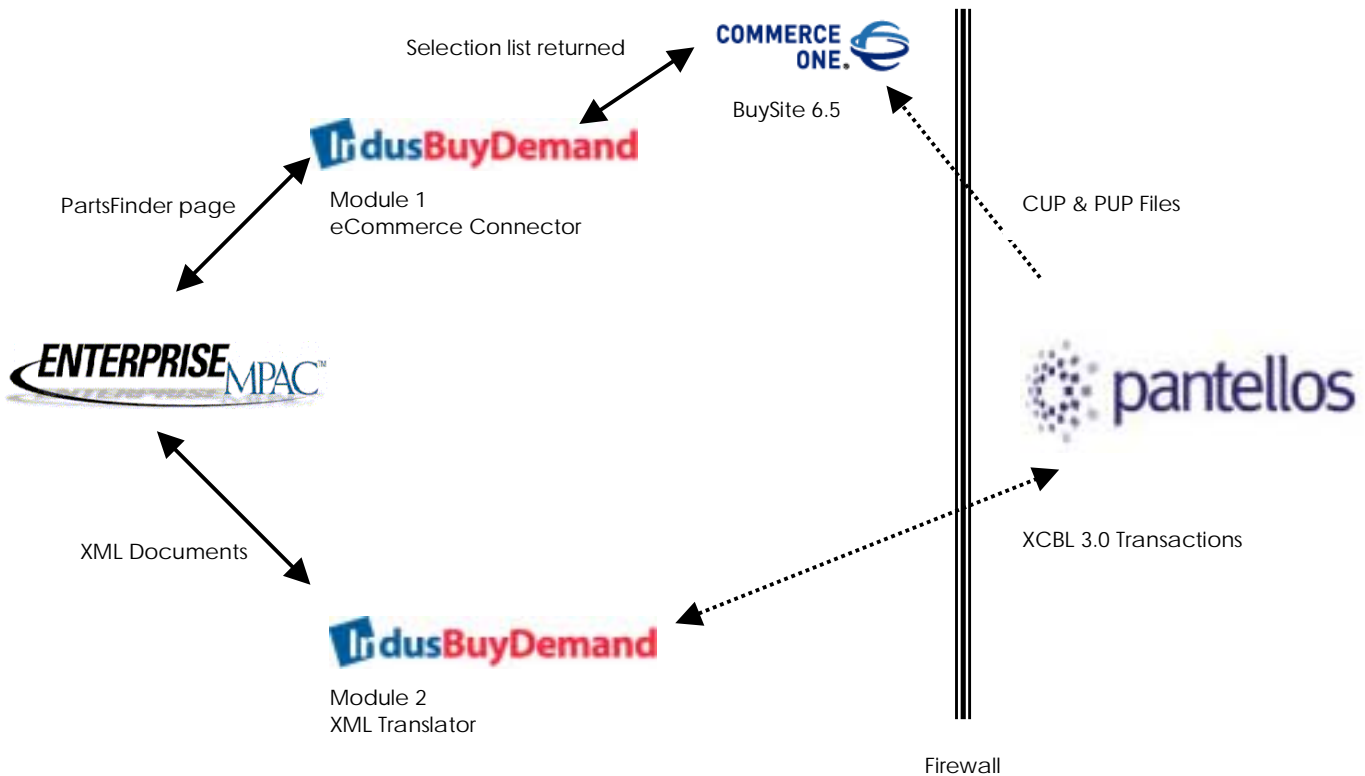 COMMERCE
ONE.®
Selection list returned
BuySite 6.5
IndusBuyDemand
PartsFinder page
Module 1
eCommerce Connector
CUP & PUP Files
ENTERPRISE
MPAC™
pantellos
XML Documents
XCBL 3.0 Transactions
IndusBuyDemand
Module 2
XML Translator
Firewall